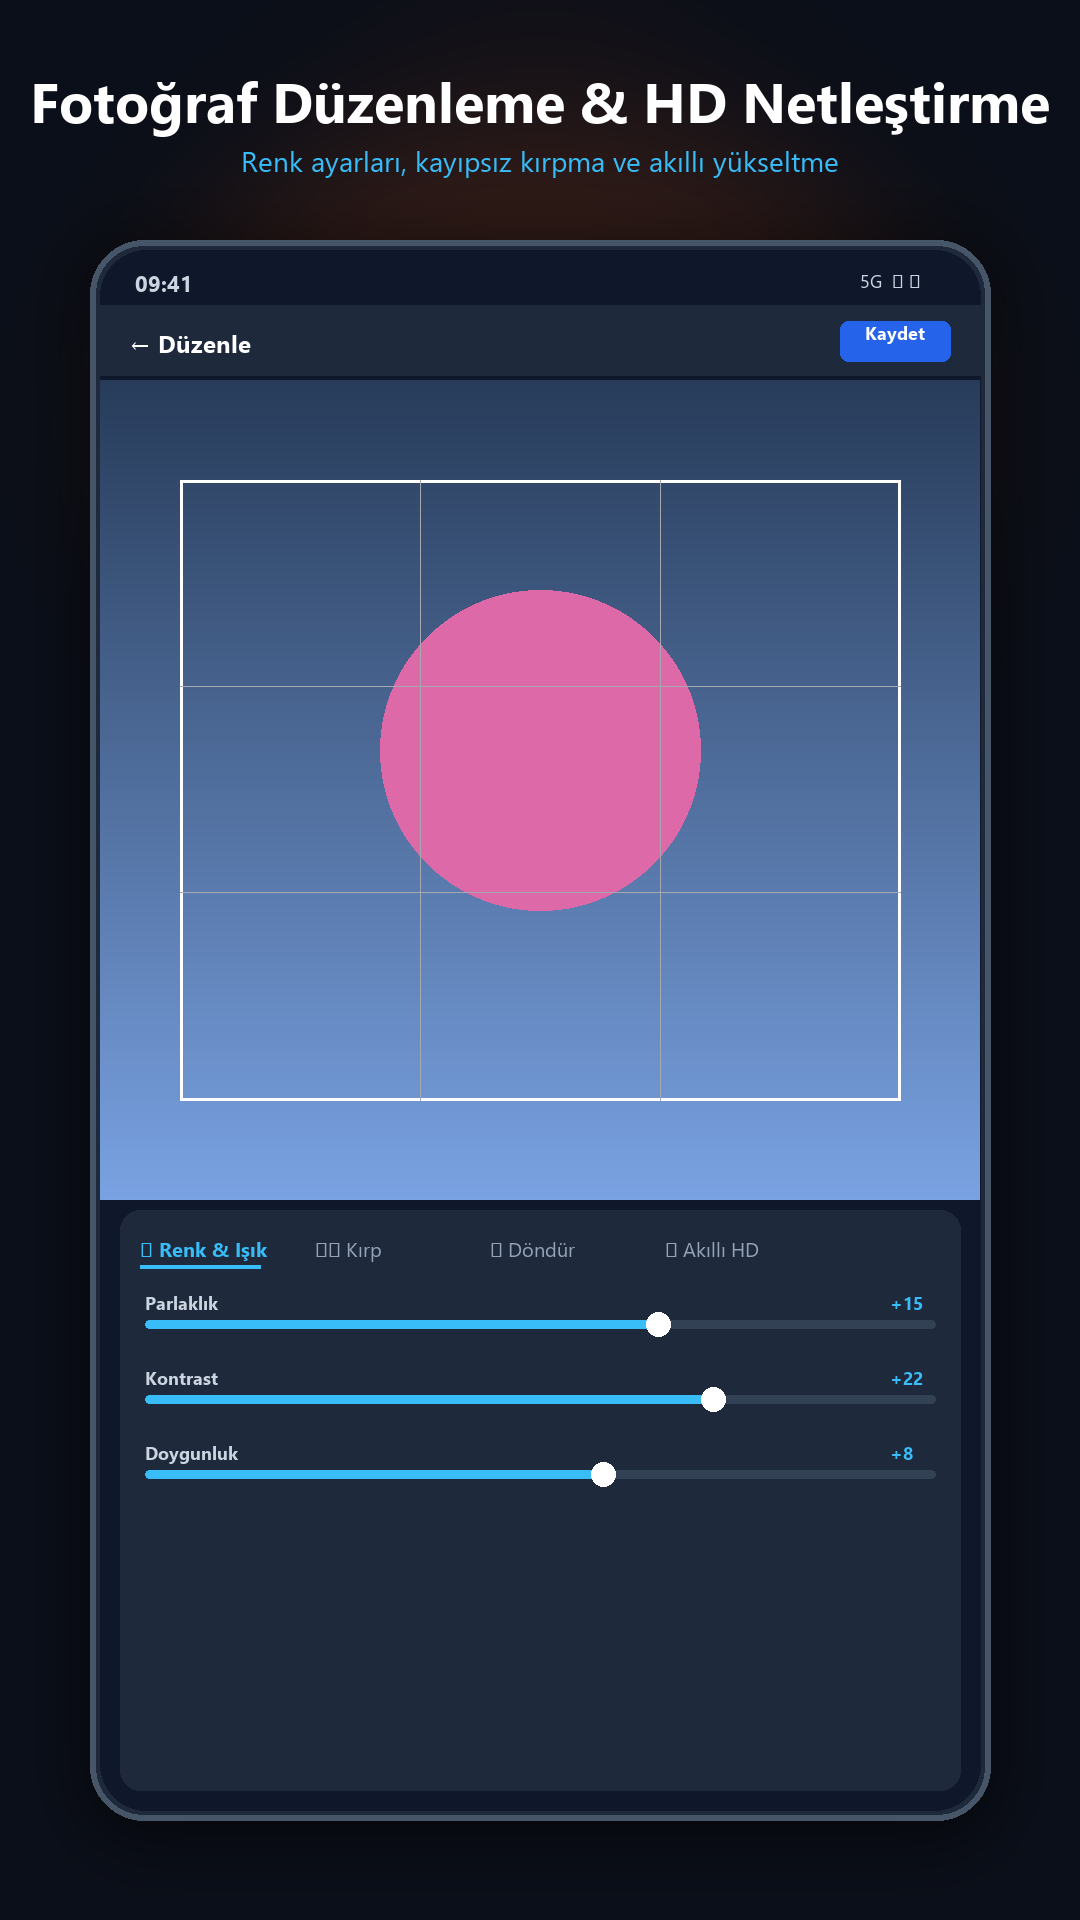 Fotoğraf Düzenleme & HD Netleştirme
Renk ayarları, kayıpsız kırpma ve akıllı yükseltme
09:41
5G
← Düzenle
Kaydet
Renk & Işık
Kırp
Döndür
Akıllı HD
Parlaklık
+15
Kontrast
+22
Doygunluk
+8